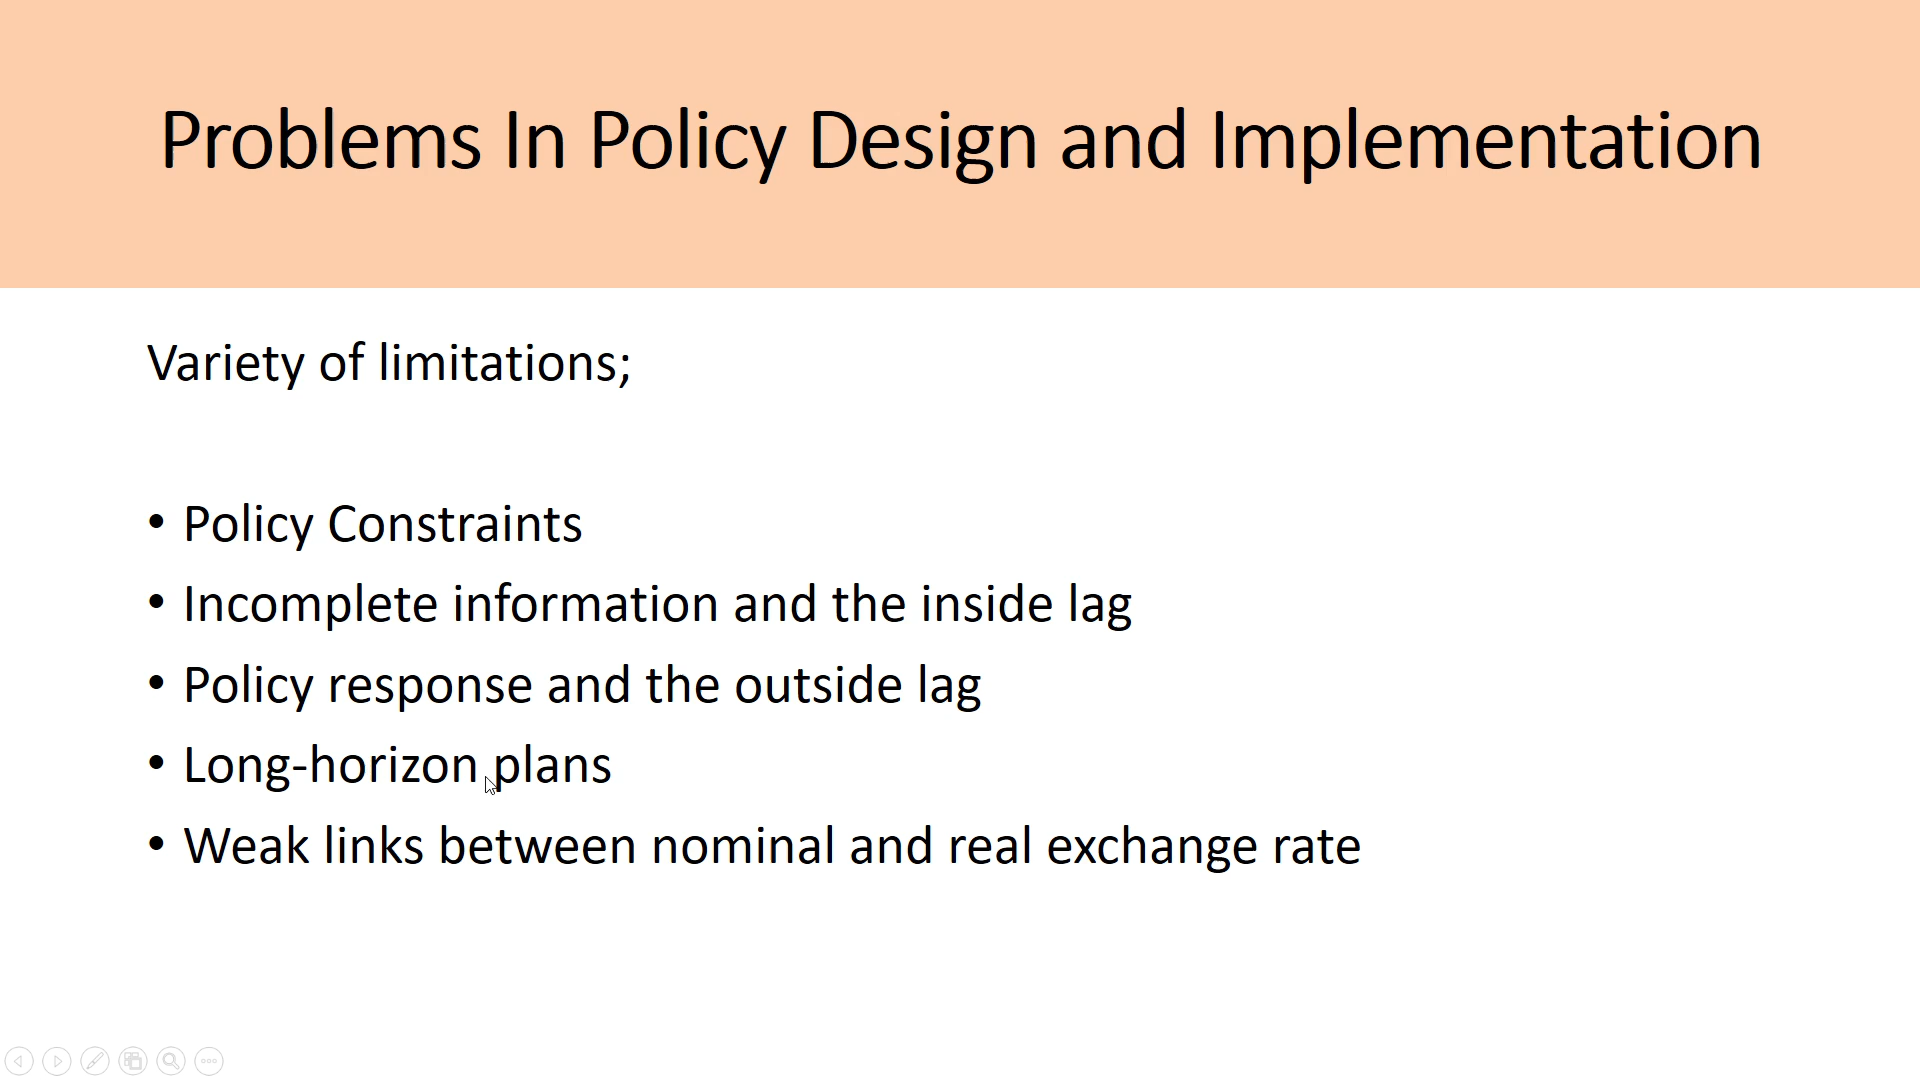 Problems In Policy Design and Implementation
Variety of limitations;
• Policy Constraints
• Incomplete information and the inside lag
• Policy response and the outside lag
• Long-horizon plans
• Weak links between nominal and real exchange rate